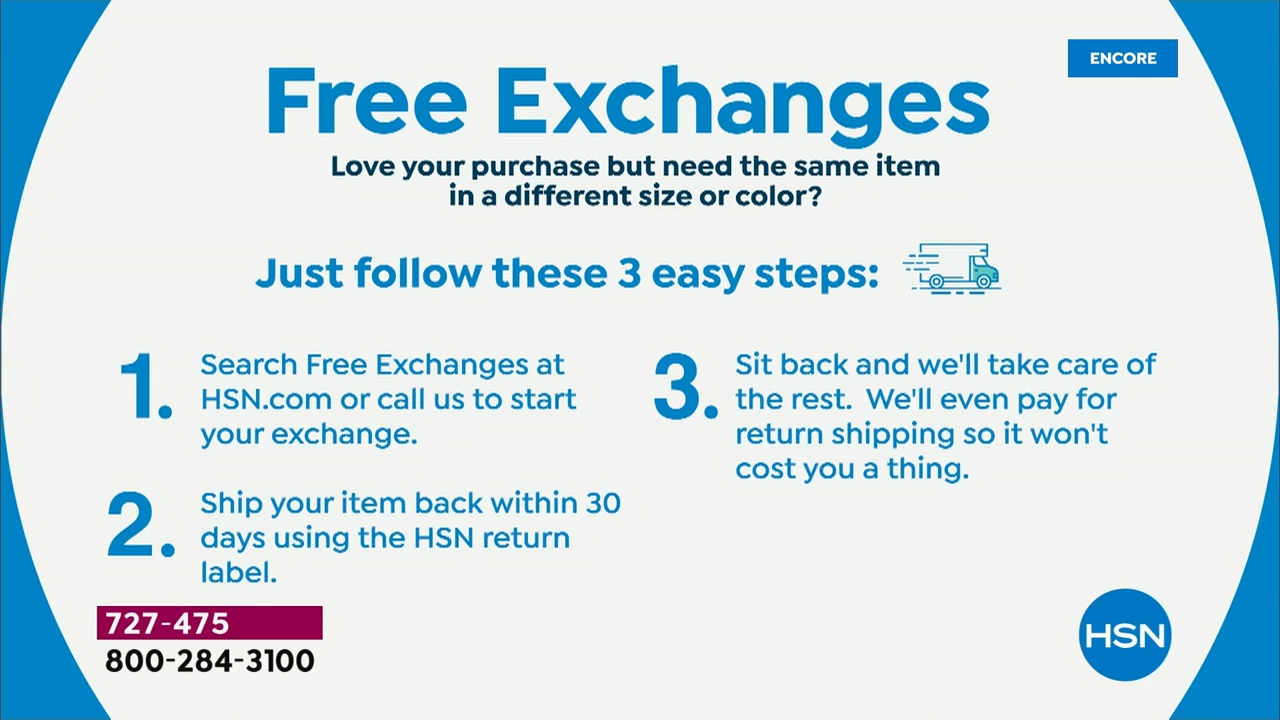 ENCORE
Free Exchanges
Love your purchase but need the same item
in a different size or color?
Just follow these 3 easy steps:
1. Search Free Exchanges at
HSN.com or call us to start
your exchange.
2. Ship your item back within 30
days using the HSN return
label.
3. Sit back and we'll take care of
the rest. We'll even pay for
return shipping so it won't
cost you a thing.
727-475
800-284-3100
HSN